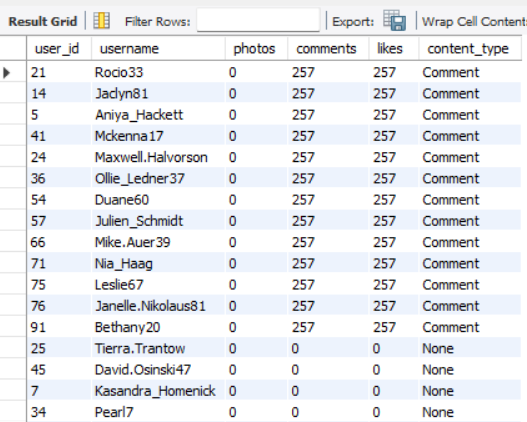 Result Grid Filter Rows: Export: Wrap Cell Content:
user_id username photos comments likes content_type
21 Rocio33 0 257 257 Comment
14 Jaclyn81 0 257 257 Comment
5 Aniya_Hackett 0 257 257 Comment
41 Mckenna17 0 257 257 Comment
24 Maxwell.Halvorson 0 257 257 Comment
36 Ollie_Ledner37 0 257 257 Comment
54 Duane60 0 257 257 Comment
57 Julien_Schmidt 0 257 257 Comment
66 Mike.Auer39 0 257 257 Comment
71 Nia_Haag 0 257 257 Comment
75 Leslie67 0 257 257 Comment
76 Janelle.Nikolaus81 0 257 257 Comment
91 Bethany20 0 257 257 Comment
25 Tierra.Trantow 0 0 0 None
45 David.Osinski47 0 0 0 None
7 Kasandra_Homenick 0 0 0 None
34 Pearl7 0 0 0 None